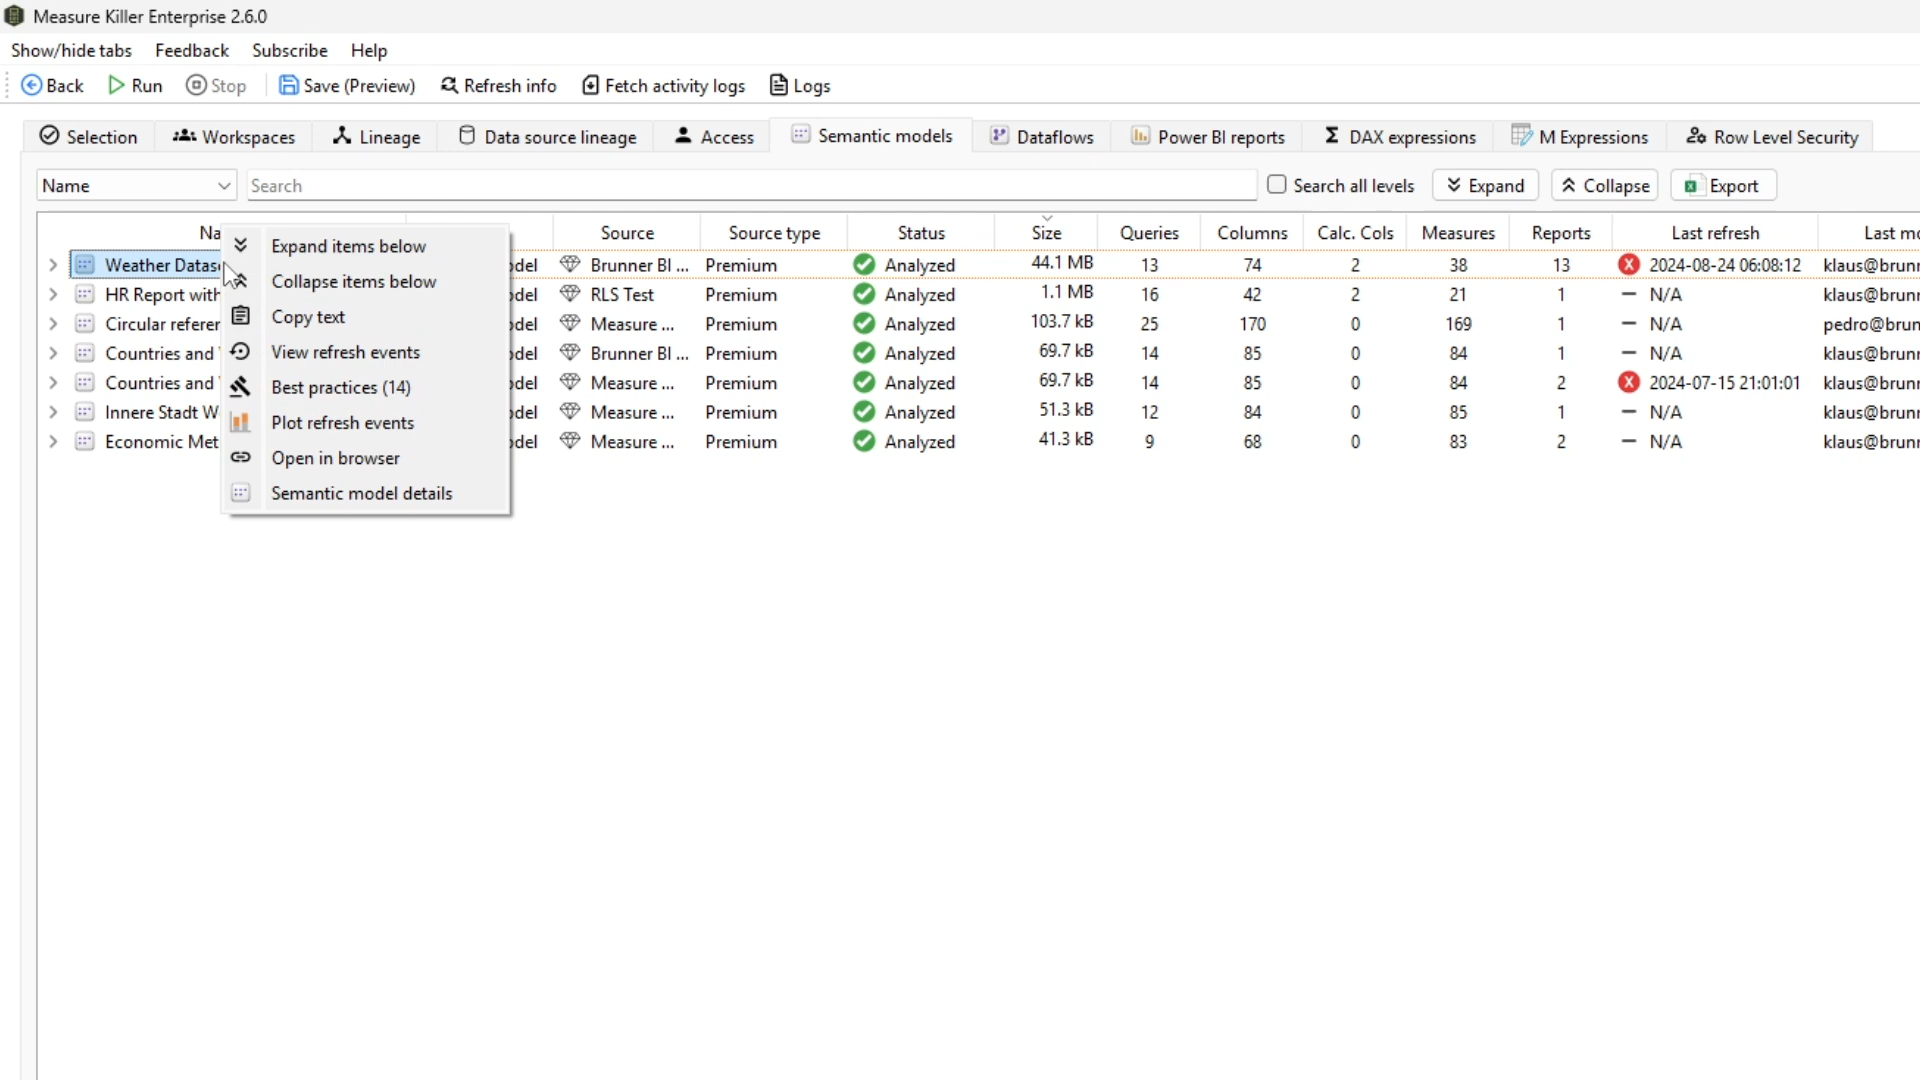 Measure Killer Enterprise 2.6.0
Show/hide tabs Feedback Subscribe Help
Back Run Stop Save (Preview) Refresh info Fetch activity logs Logs
Selection Workspaces Lineage Data source lineage Access Semantic models Dataflows Power BI reports DAX expressions M Expressions Row Level Security
Name Search Search all levels Expand Collapse Export
Na Source Source type Status Size Queries Columns Calc. Cols Measures Reports Last refresh Last mo
Weather Datas odel Brunner BI ... Premium Analyzed 44.1 MB 13 74 2 38 13 2024-08-24 06:08:12 klaus@brunn
HR Report with odel RLS Test Premium Analyzed 1.1 MB 16 42 2 21 1 N/A klaus@brunn
Circular referer odel Measure ... Premium Analyzed 103.7 kB 25 170 0 169 1 N/A pedro@brun
Countries and odel Brunner BI ... Premium Analyzed 69.7 kB 14 85 0 84 1 N/A klaus@brunn
Countries and odel Measure ... Premium Analyzed 69.7 kB 14 85 0 84 2 2024-07-15 21:01:01 klaus@brunn
Innere Stadt W odel Measure ... Premium Analyzed 51.3 kB 12 84 0 85 1 N/A klaus@brunn
Economic Met odel Measure ... Premium Analyzed 41.3 kB 9 68 0 83 2 N/A klaus@brunn
Expand items below
Collapse items below
Copy text
View refresh events
Best practices (14)
Plot refresh events
Open in browser
Semantic model details